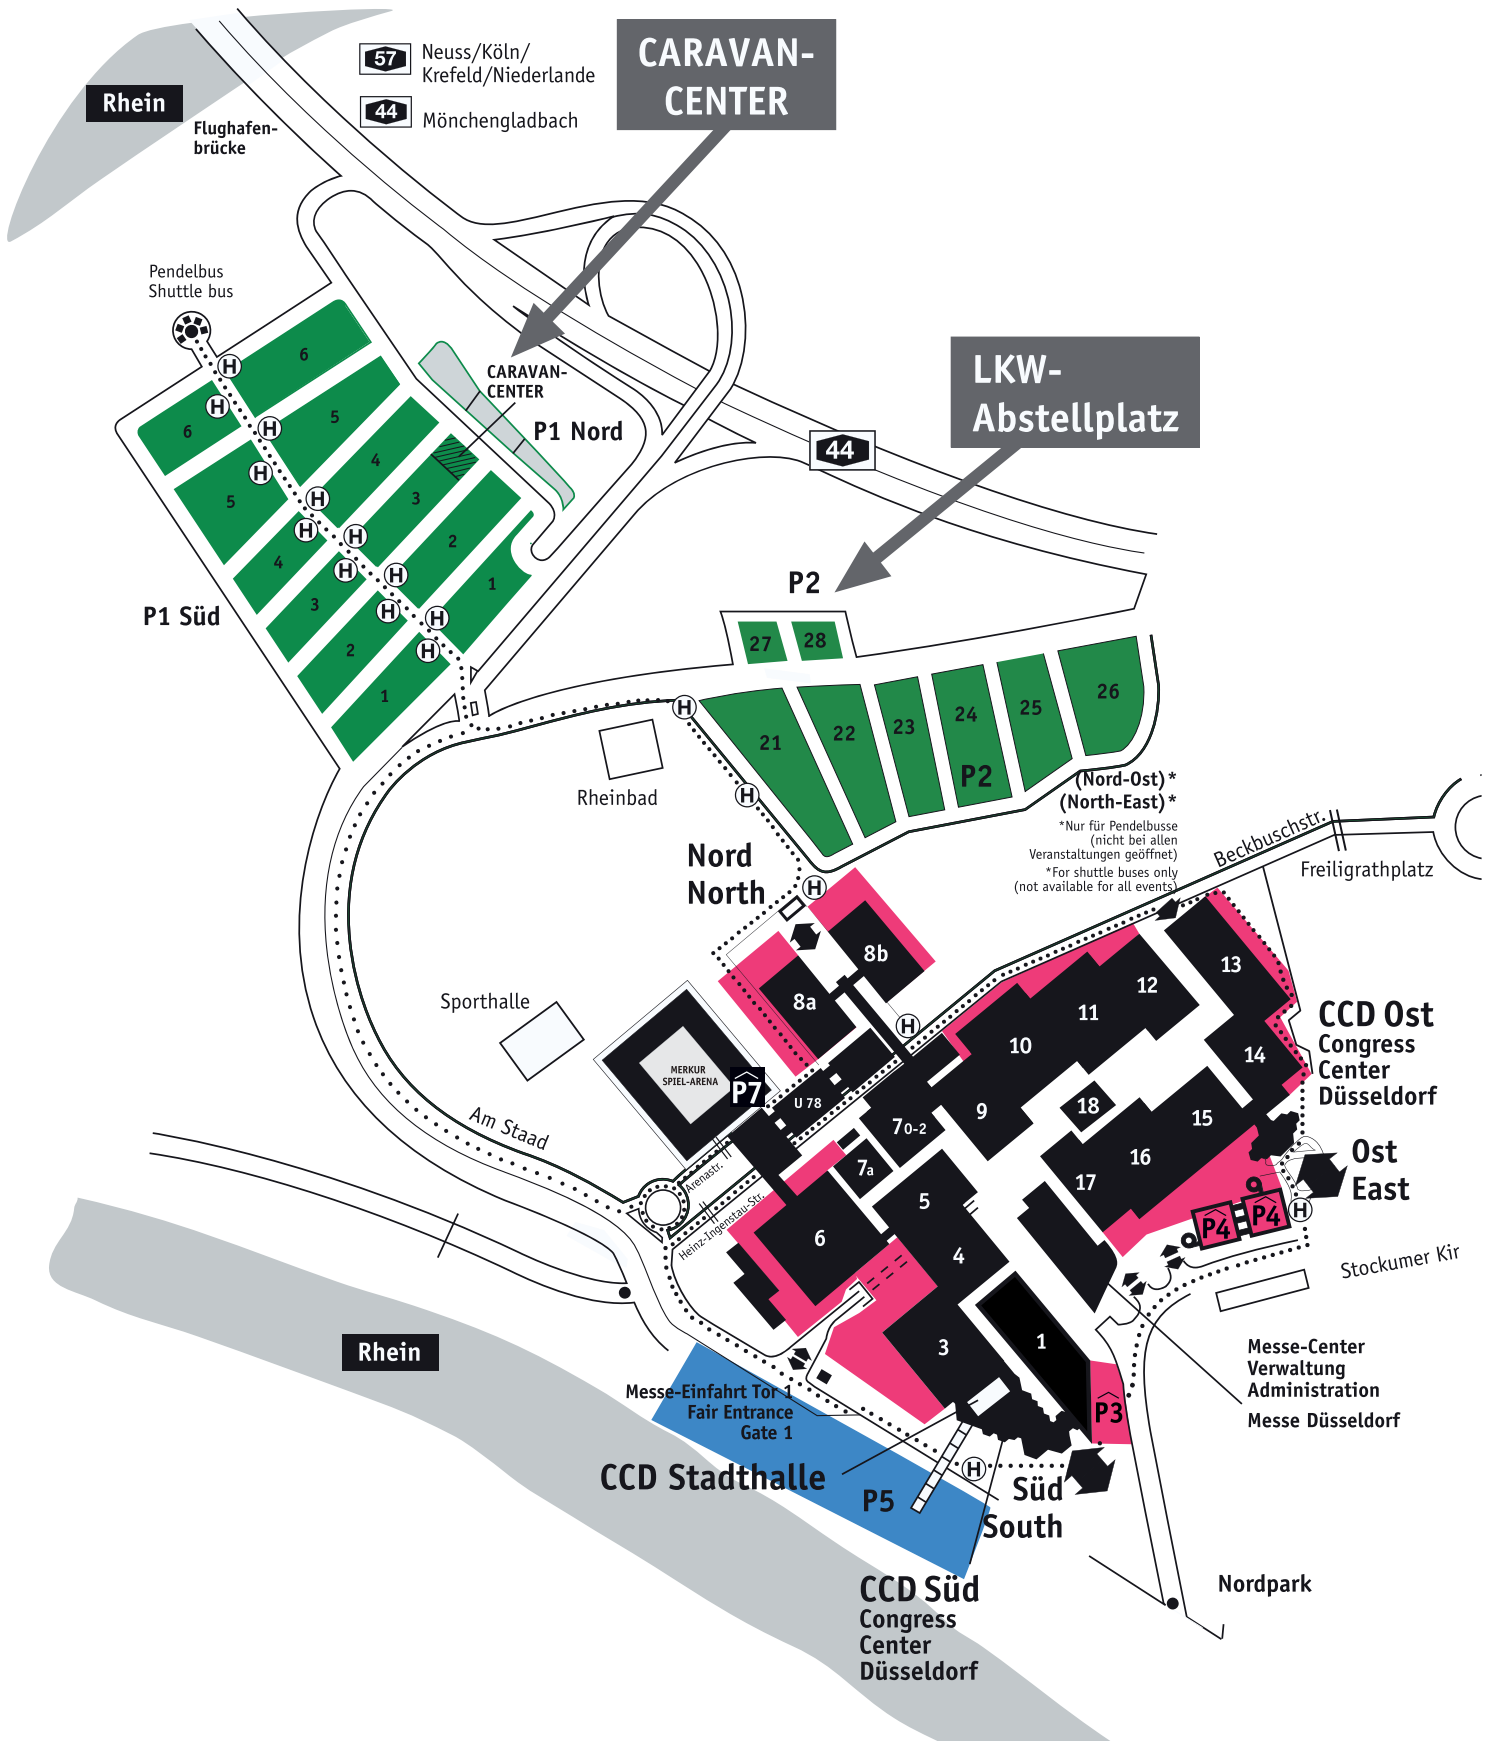 57
Neuss/Köln/
Krefeld/Niederlande
44
Mönchengladbach
CARAVAN-
CENTER
Rhein
Flughafen-
brücke
Pendelbus
Shuttle bus
CARAVAN-
CENTER
P1 Nord
6
6
5
5
4
4
3
3
2
2
1
1
H
H
H
H
H
H
H
H
H
H
H
H
P1 Süd
44
LKW-
Abstellplatz
P2
27
28
21
22
23
24
25
26
P2
H
H
H
(Nord-Ost)*
(North-East)*
*Nur für Pendelbusse
(nicht bei allen
Veranstaltungen geöffnet)
*For shuttle buses only
(not available for all events)
Rheinbad
Nord
North
Beckbuschstr.
Freiligrathplatz
Sporthalle
8b
8a
H
MERKUR
SPIEL-ARENA
P7
U 78
70-2
7a
9
10
11
12
13
14
15
16
17
18
CCD Ost
Congress
Center
Düsseldorf
Ost
East
P4
P4
H
Stockumer Kir
Am Staad
Arenastr.
Heinz-Ingenstau-Str.
6
5
4
3
1
P3
Rhein
Messe-Einfahrt Tor 1
Fair Entrance
Gate 1
CCD Stadthalle
P5
H
Süd
South
CCD Süd
Congress
Center
Düsseldorf
Messe-Center
Verwaltung
Administration
Messe Düsseldorf
Nordpark